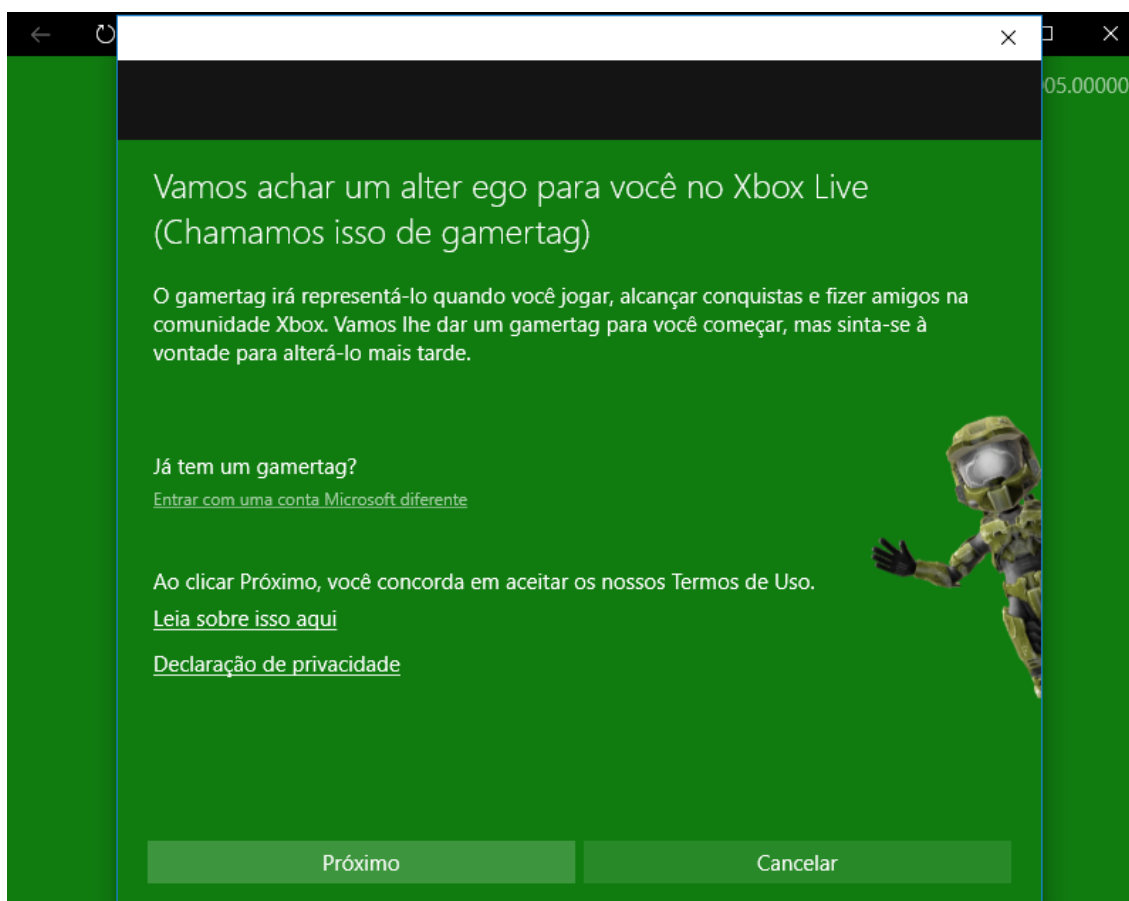 05.00000
Vamos achar um alter ego para você no Xbox Live
(Chamamos isso de gamertag)
O gamertag irá representá-lo quando você jogar, alcançar conquistas e fizer amigos na
comunidade Xbox. Vamos lhe dar um gamertag para você começar, mas sinta-se à
vontade para alterá-lo mais tarde.
Já tem um gamertag?
Entrar com uma conta Microsoft diferente
Ao clicar Próximo, você concorda em aceitar os nossos Termos de Uso.
Leia sobre isso aqui
Declaração de privacidade
Próximo
Cancelar